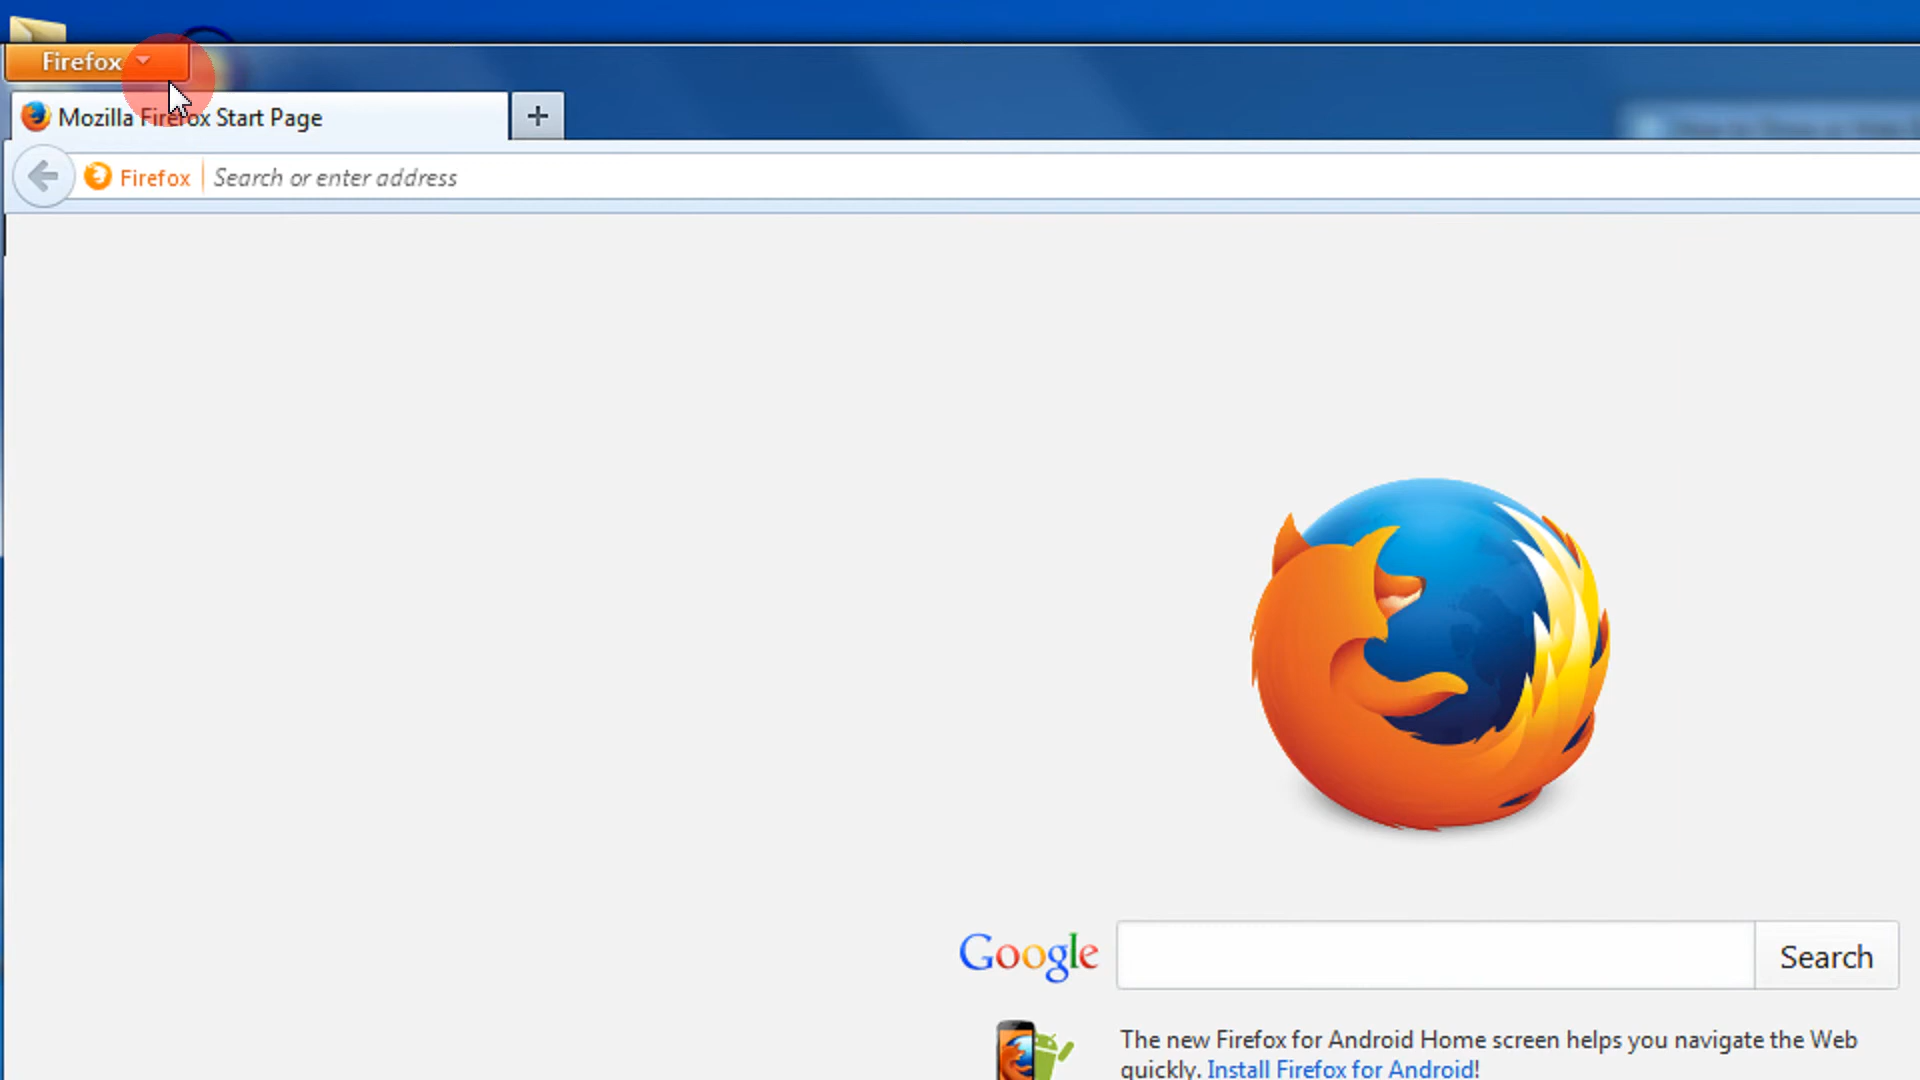 Firefox
Mozilla Firefox Start Page
Firefox
Search or enter address
Google
Search
The new Firefox for Android Home screen helps you navigate the Web
quickly. Install Firefox for Android!